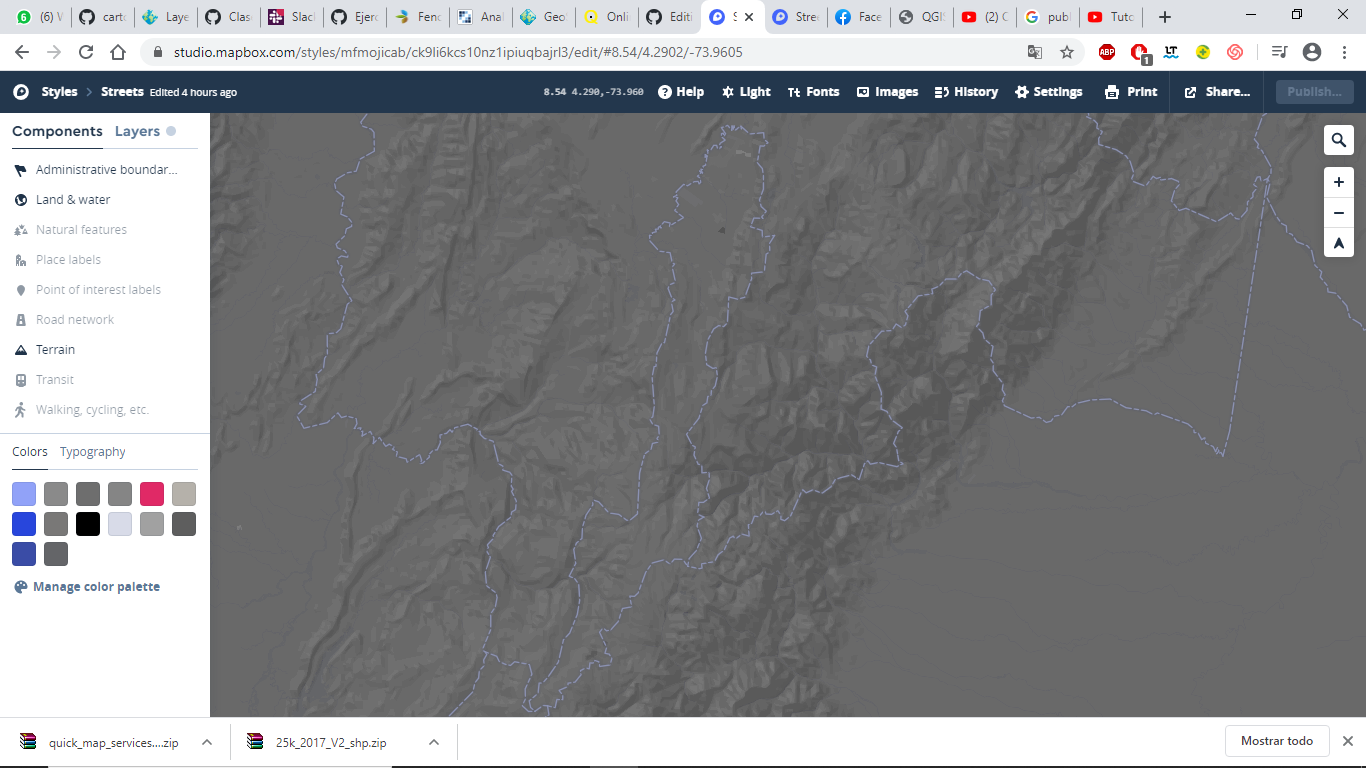 (6) W
carto
Laye
Clase
Slack
Ejerc
Fenc
Anal
Geo
Onli
Editi
S
Stree
Face
QGIS
(2) C
publ
Tuto
studio.mapbox.com/styles/mfmojicab/ck9li6kcs10nz1ipiuqbajrl3/edit/#8.54/4.2902/-73.9605
ABP
1
LT
Styles > Streets Edited 4 hours ago
8.54 4.290,-73.960
Help
Light
Fonts
Images
History
Settings
Print
Share...
Publish...
Components Layers
Administrative boundar...
Land & water
Natural features
Place labels
Point of interest labels
Road network
Terrain
Transit
Walking, cycling, etc.
Colors Typography
Manage color palette
quick_map_services....zip
25k_2017_V2_shp.zip
Mostrar todo